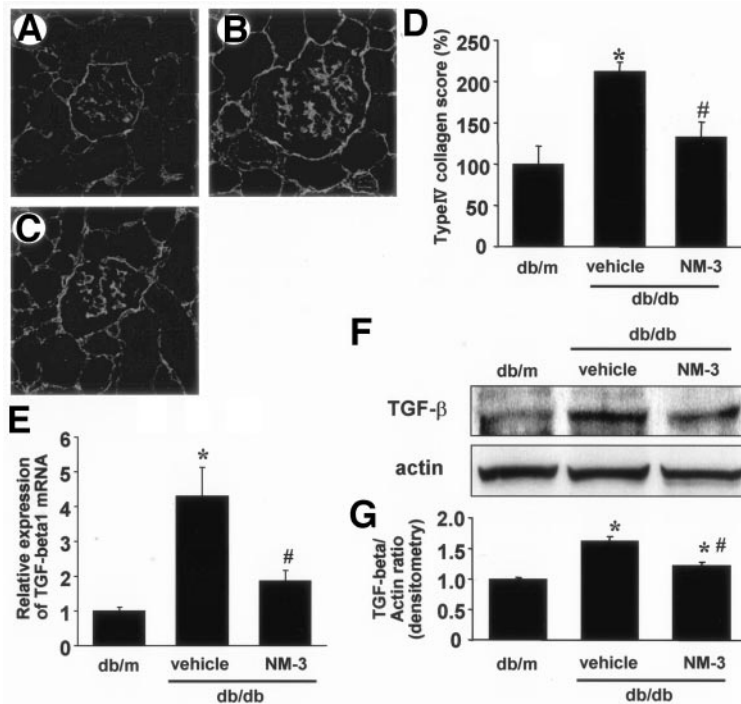 A
B
C
D
Type IV collagen score (%)
250
200
150
100
50
0
*
#
db/m
vehicle
NM-3
db/db
E
Relative expression
of TGF-beta1 mRNA
6
5
4
3
2
1
0
*
#
db/m
vehicle
NM-3
db/db
F
db/db
db/m
vehicle
NM-3
TGF-β
actin
G
TGF-beta/
Actin ratio
(densitometry)
1.5
1.0
0.5
0
*
* #
db/m
vehicle
NM-3
db/db